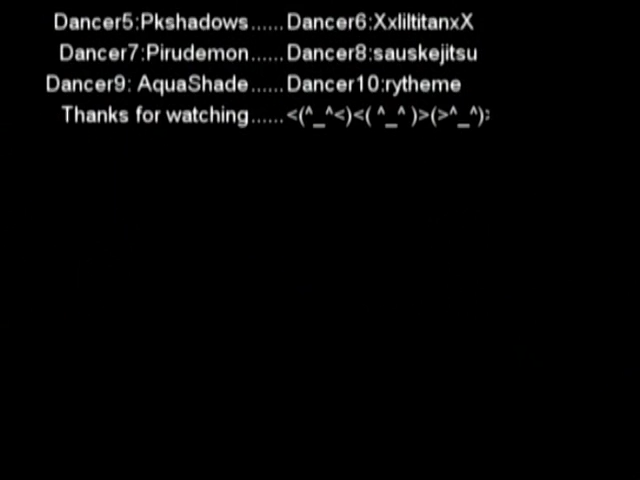 Dancer5:Pkshadows......Dancer6:XxliltitanxX
Dancer7:Pirudemon......Dancer8:sauskejitsu
Dancer9: AquaShade......Dancer10:rytheme
Thanks for watching......<(^_^<)<( ^_^ )>(>^_^):